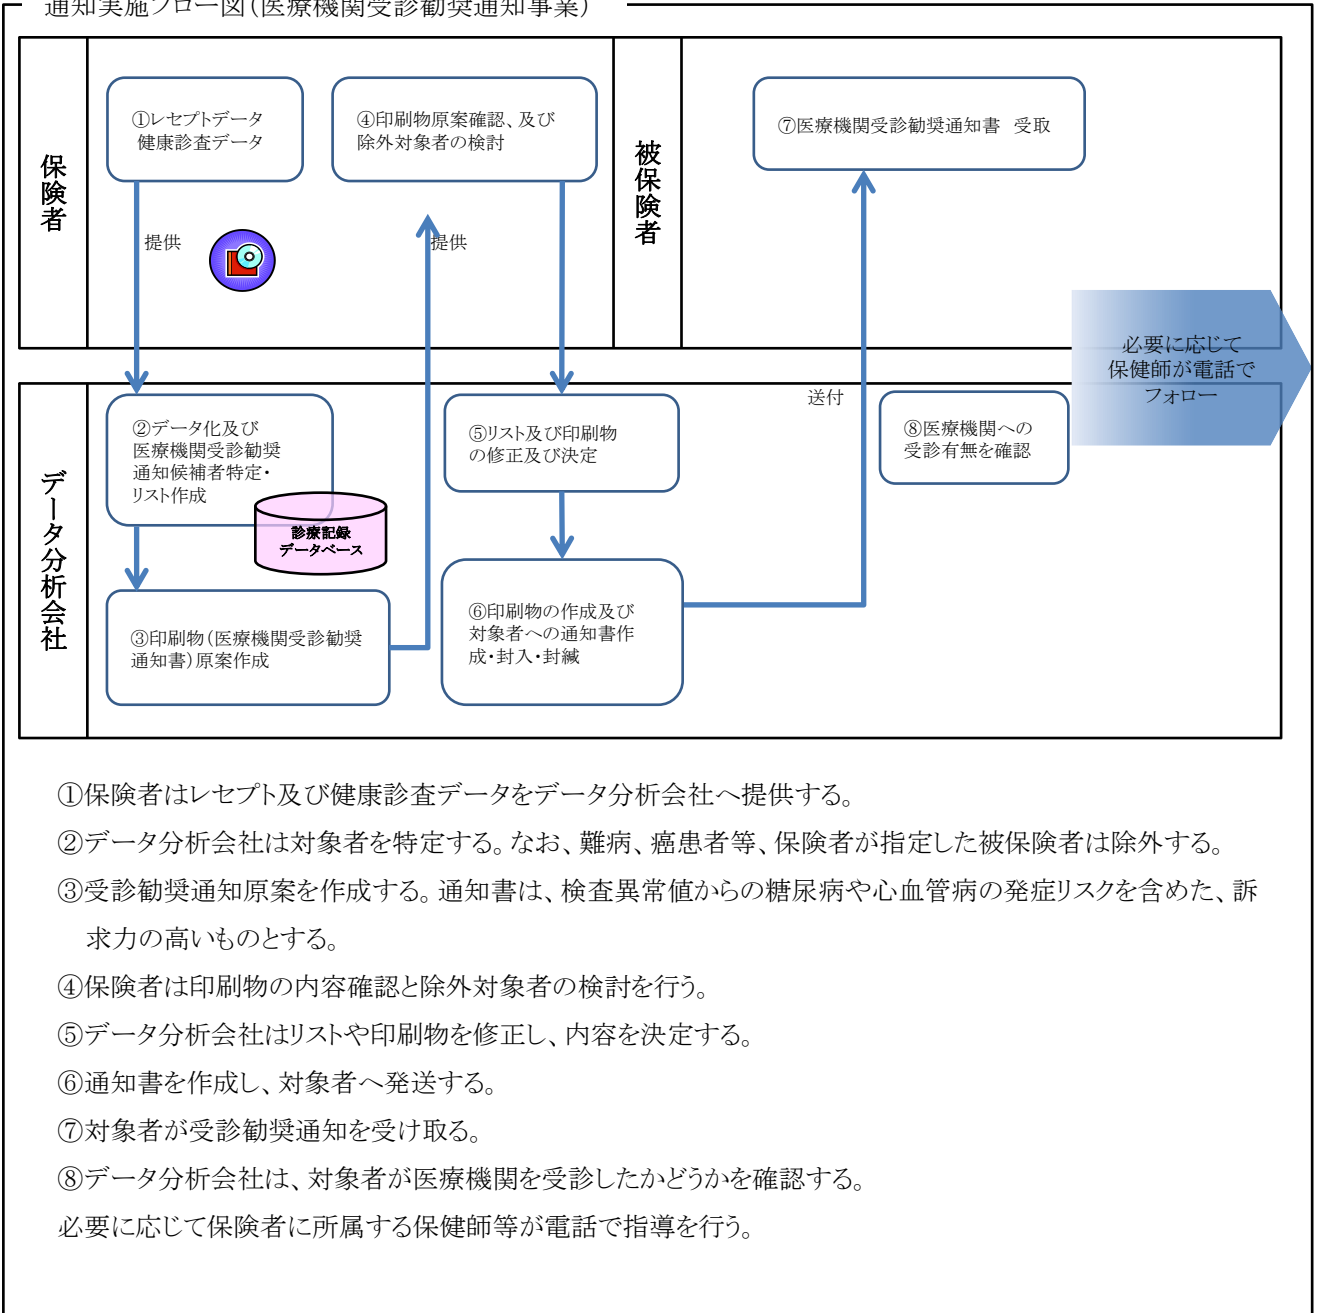 通知実施フロー図(医療機関受診勧奨通知事業)
保険者
①レセプトデータ
健康診査データ
④印刷物原案確認、及び
除外対象者の検討
被保険者
⑦医療機関受診勧奨通知書 受取
提供
提供
必要に応じて
保健師が電話で
フォロー
データ分析会社
②データ化及び
医療機関受診勧奨
通知候補者特定・
リスト作成
診療記録
データベース
⑤リスト及び印刷物
の修正及び決定
送付
⑧医療機関への
受診有無を確認
③印刷物(医療機関受診勧奨
通知書)原案作成
⑥印刷物の作成及び
対象者への通知書作
成・封入・封緘
①保険者はレセプト及び健康診査データをデータ分析会社へ提供する。
②データ分析会社は対象者を特定する。なお、難病、癌患者等、保険者が指定した被保険者は除外する。
③受診勧奨通知原案を作成する。通知書は、検査異常値からの糖尿病や心血管病の発症リスクを含めた、訴
求力の高いものとする。
④保険者は印刷物の内容確認と除外対象者の検討を行う。
⑤データ分析会社はリストや印刷物を修正し、内容を決定する。
⑥通知書を作成し、対象者へ発送する。
⑦対象者が受診勧奨通知を受け取る。
⑧データ分析会社は、対象者が医療機関を受診したかどうかを確認する。
必要に応じて保険者に所属する保健師等が電話で指導を行う。